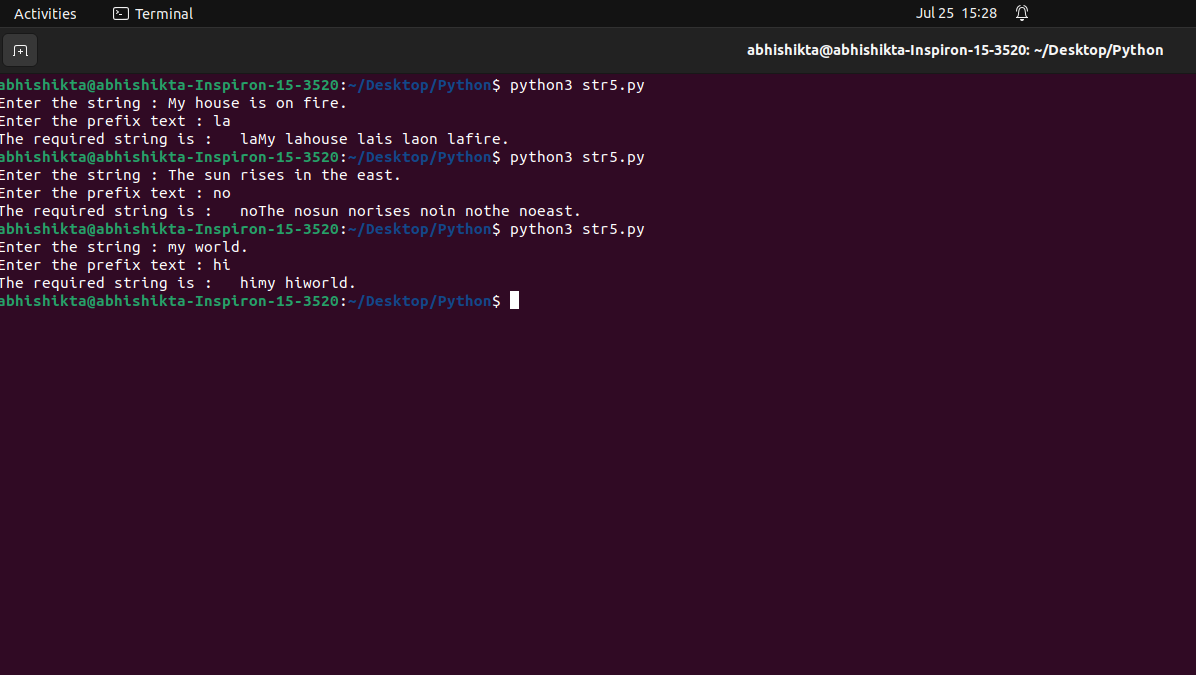 Activities Terminal Jul 25 15:28
abhishikta@abhishikta-Inspiron-15-3520: ~/Desktop/Python
abhishikta@abhishikta-Inspiron-15-3520:~/Desktop/Python$ python3 str5.py
Enter the string : My house is on fire.
Enter the prefix text : la
The required string is :   laMy lahouse lais laon lafire.
abhishikta@abhishikta-Inspiron-15-3520:~/Desktop/Python$ python3 str5.py
Enter the string : The sun rises in the east.
Enter the prefix text : no
The required string is :   noThe nosun norises noin nothe noeast.
abhishikta@abhishikta-Inspiron-15-3520:~/Desktop/Python$ python3 str5.py
Enter the string : my world.
Enter the prefix text : hi
The required string is :   himy hiworld.
abhishikta@abhishikta-Inspiron-15-3520:~/Desktop/Python$